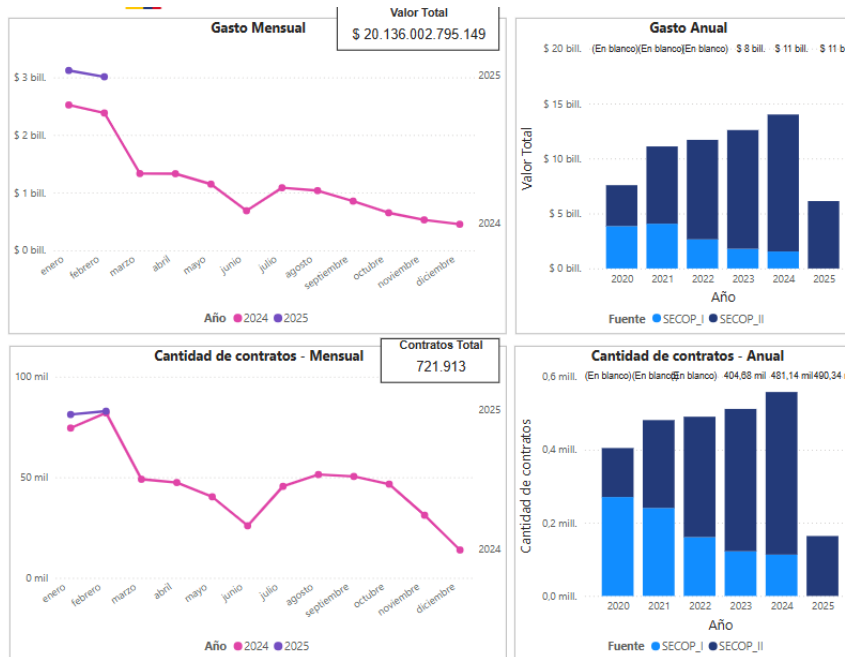 Gasto Mensual
Valor Total
$ 20.136.002.795.149
$ 3 bill.
$ 2 bill.
$ 1 bill.
$ 0 bill.
2025
2024
enero
febrero
marzo
abril
mayo
junio
julio
agosto
septiembre
octubre
noviembre
diciembre
Año 2024 2025
Gasto Anual
(En blanco) (En blanco) (En blanco) $ 8 bill. $ 11 bill. $ 11 b
Valor Total
$ 20 bill.
$ 15 bill.
$ 10 bill.
$ 5 bill.
$ 0 bill.
2020 2021 2022 2023 2024 2025
Año
Fuente SECOP_I SECOP_II
Cantidad de contratos - Mensual
Contratos Total
721.913
100 mil
50 mil
0 mil
2025
2024
enero
febrero
marzo
abril
mayo
junio
julio
agosto
septiembre
octubre
noviembre
diciembre
Año 2024 2025
Cantidad de contratos - Anual
(En blanco) (En blanco) (En blanco) 404,68 mil 481,14 mil 490,34
Cantidad de contratos
0,6 mill.
0,4 mill.
0,2 mill.
0,0 mill.
2020 2021 2022 2023 2024 2025
Año
Fuente SECOP_I SECOP_II